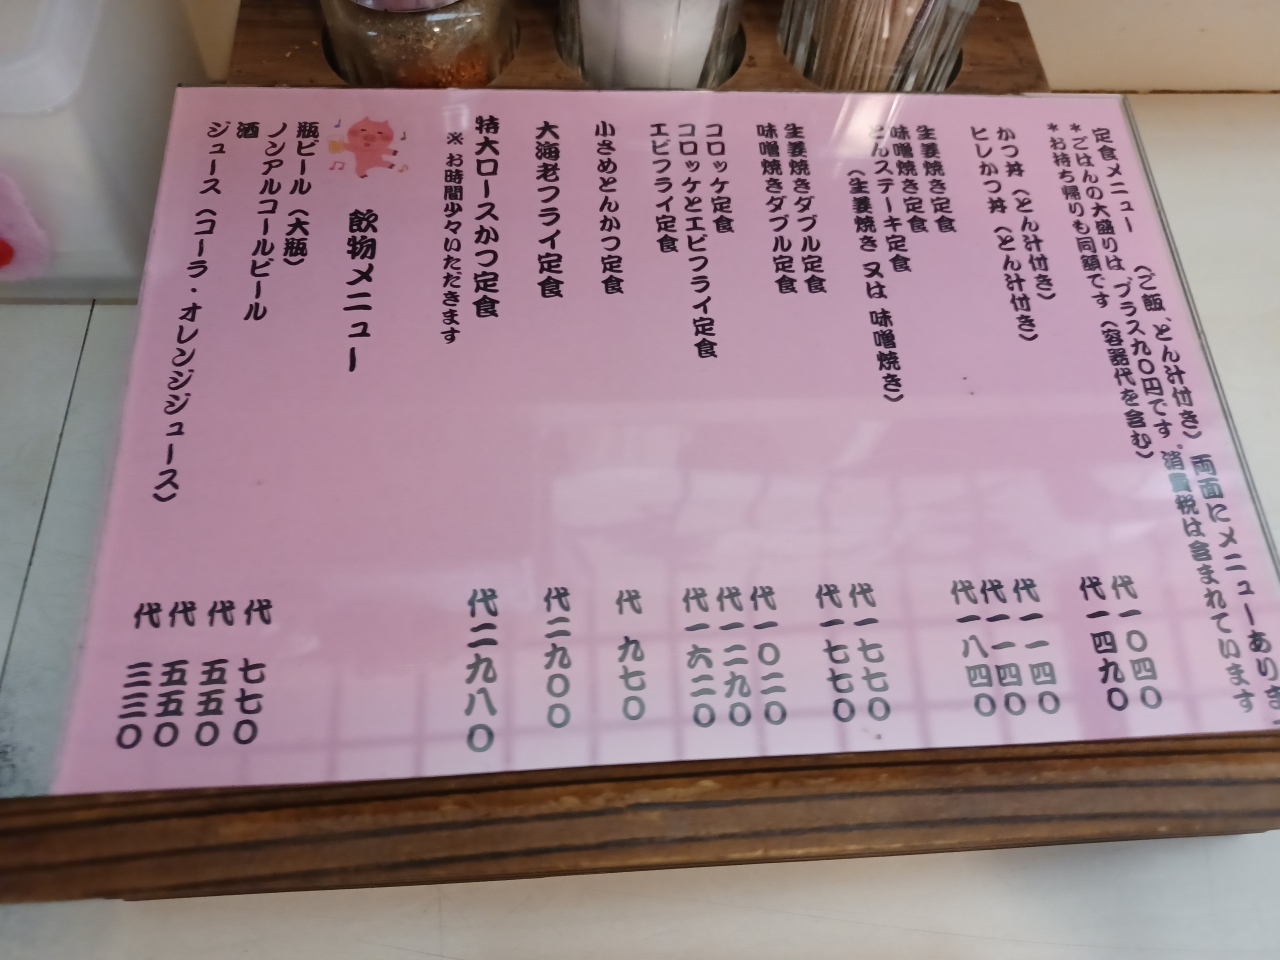 定食メニュー （ご飯、とん汁付き） 両面にメニューありま
＊ごはんの大盛りは プラス九〇円です。消費税は含まれています
＊お持ち帰りも同額です （容器代を含む）
かつ丼 （とん汁付き） 代一〇四〇
ヒレかつ丼 （とん汁付き） 代一四九〇
生姜焼き定食 代一一四〇
味噌焼き定食 代一一四〇
とんステーキ定食 代一八四〇
（生姜焼き 又は 味噌焼き）
生姜焼きダブル定食 代一七七〇
味噌焼きダブル定食 代一七七〇
コロッケ定食 代一〇二〇
コロッケとエビフライ定食 代一二九〇
エビフライ定食 代一六二〇
小さめとんかつ定食 代 九七〇
大海老フライ定食 代二九〇〇
特大ロースかつ定食 代二九八〇
※ お時間少々いただきます
飲物メニュー
瓶ビール （大瓶） 代 七七〇
ノンアルコールビール 代 五五〇
酒 代 五五〇
ジュース （コーラ・オレンジジュース） 代 三三〇